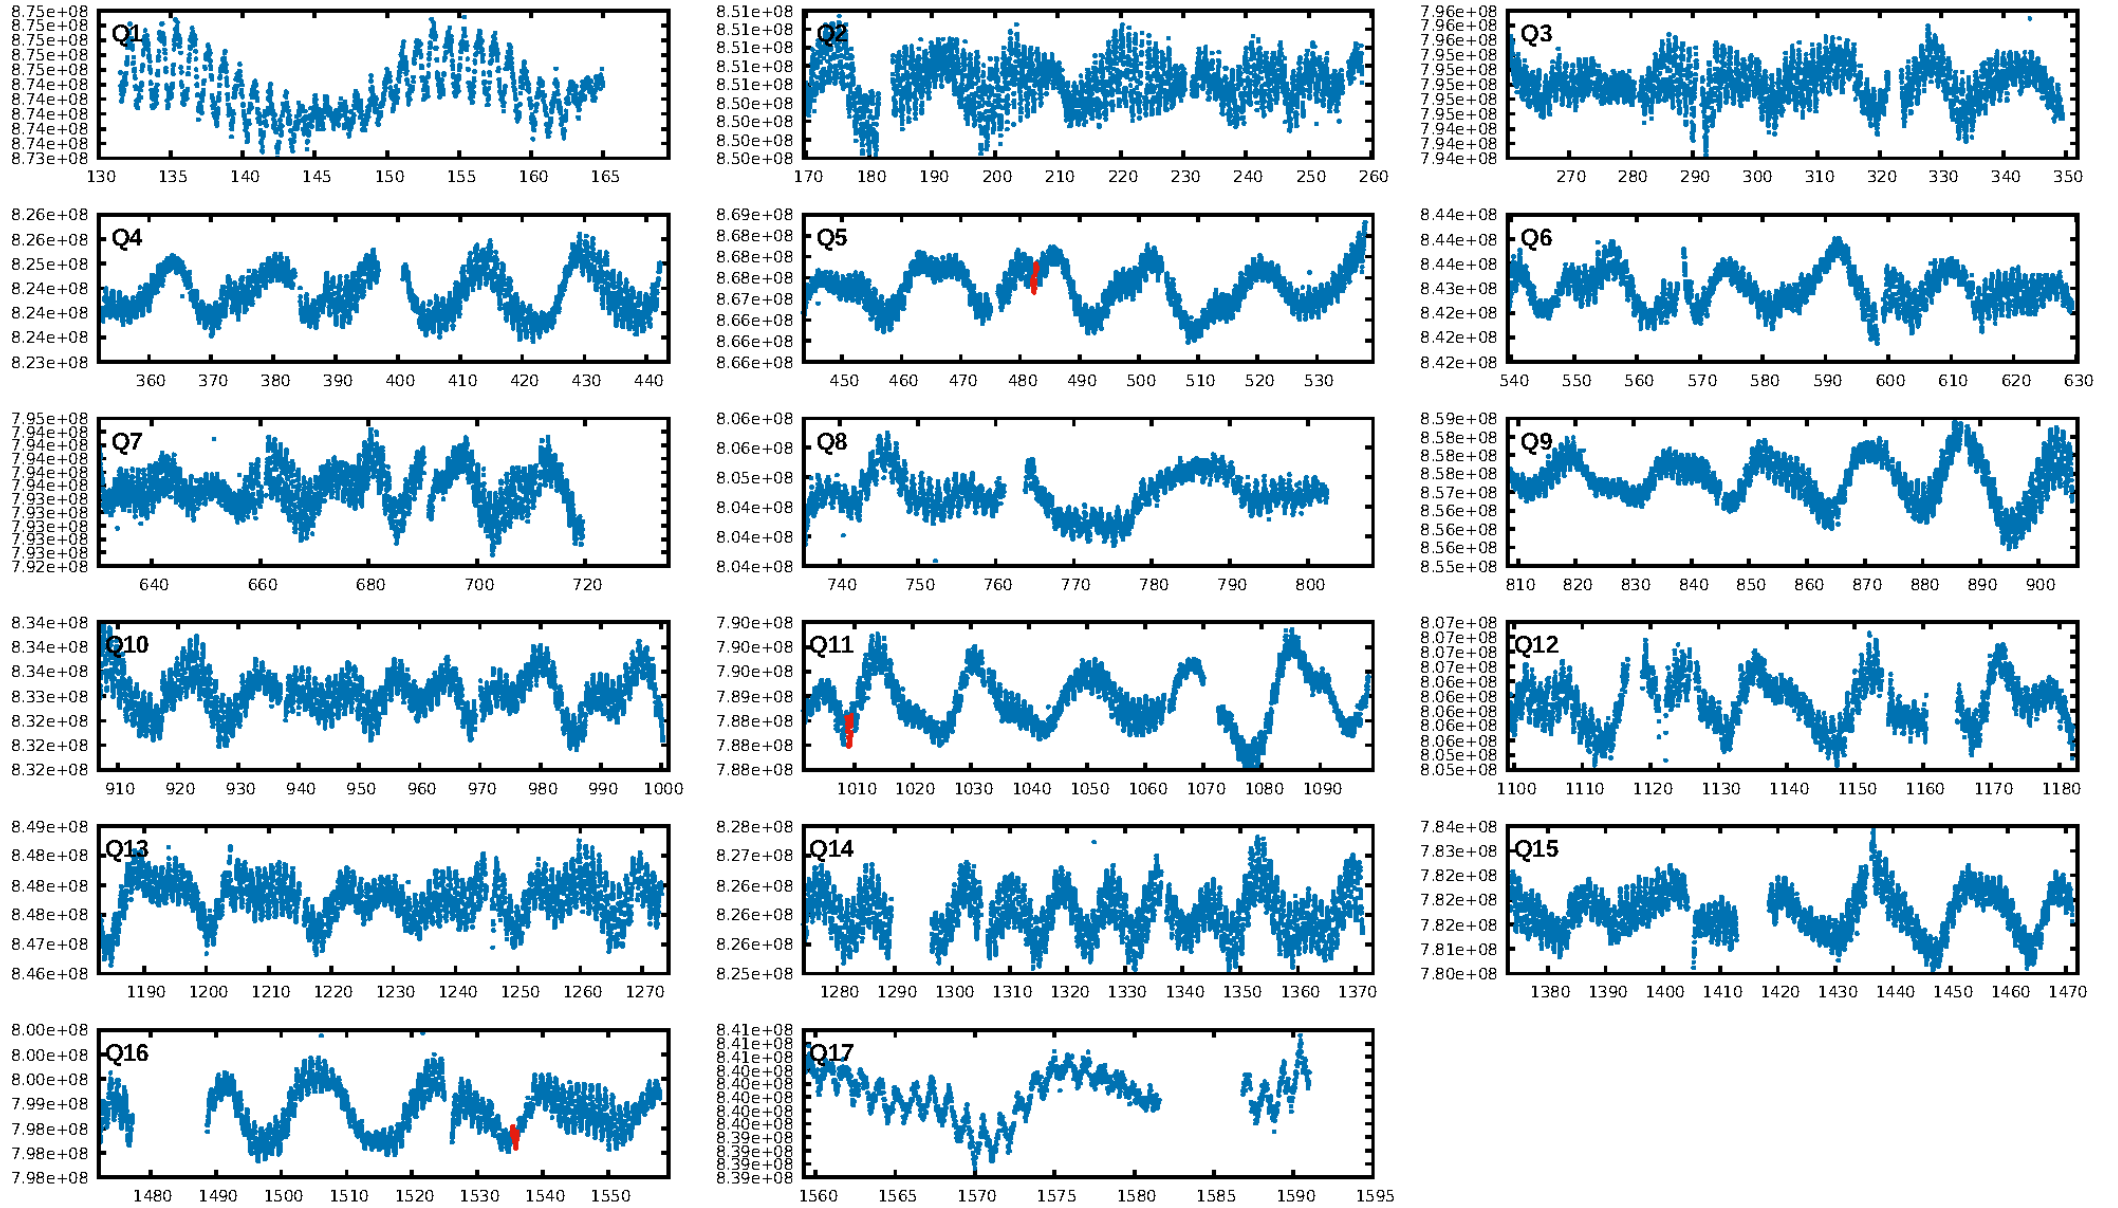 8.75e+08
8.75e+08
8.75e+08
8.75e+08
8.75e+08
8.74e+08
8.74e+08
8.74e+08
8.74e+08
8.74e+08
8.73e+08
Q1
130 135 140 145 150 155 160 165
8.51e+08
8.51e+08
8.51e+08
8.51e+08
8.51e+08
8.50e+08
8.50e+08
8.50e+08
8.50e+08
Q2
170 180 190 200 210 220 230 240 250 260
7.96e+08
7.96e+08
7.96e+08
7.95e+08
7.95e+08
7.95e+08
7.95e+08
7.95e+08
7.94e+08
7.94e+08
7.94e+08
Q3
270 280 290 300 310 320 330 340 350
8.26e+08
8.26e+08
8.25e+08
8.24e+08
8.24e+08
8.24e+08
8.23e+08
Q4
360 370 380 390 400 410 420 430 440
8.69e+08
8.68e+08
8.68e+08
8.68e+08
8.67e+08
8.66e+08
8.66e+08
8.66e+08
Q5
450 460 470 480 490 500 510 520 530
8.44e+08
8.44e+08
8.44e+08
8.43e+08
8.42e+08
8.42e+08
8.42e+08
Q6
540 550 560 570 580 590 600 610 620 630
7.95e+08
7.94e+08
7.94e+08
7.94e+08
7.94e+08
7.93e+08
7.93e+08
7.93e+08
7.93e+08
7.93e+08
7.93e+08
7.92e+08
Q7
640 660 680 700 720
8.06e+08
8.06e+08
8.05e+08
8.04e+08
8.04e+08
8.04e+08
Q8
740 750 760 770 780 790 800
8.59e+08
8.58e+08
8.58e+08
8.58e+08
8.57e+08
8.56e+08
8.56e+08
8.56e+08
8.55e+08
Q9
810 820 830 840 850 860 870 880 890 900
8.34e+08
8.34e+08
8.34e+08
8.33e+08
8.32e+08
8.32e+08
8.32e+08
Q10
910 920 930 940 950 960 970 980 990 1000
7.90e+08
7.90e+08
7.90e+08
7.89e+08
7.88e+08
7.88e+08
7.88e+08
Q11
1010 1020 1030 1040 1050 1060 1070 1080 1090
8.07e+08
8.07e+08
8.07e+08
8.07e+08
8.06e+08
8.06e+08
8.06e+08
8.06e+08
8.06e+08
8.05e+08
8.05e+08
Q12
1100 1110 1120 1130 1140 1150 1160 1170 1180
8.49e+08
8.48e+08
8.48e+08
8.48e+08
8.47e+08
8.46e+08
Q13
1190 1200 1210 1220 1230 1240 1250 1260 1270
8.28e+08
8.27e+08
8.26e+08
8.26e+08
8.26e+08
8.25e+08
Q14
1280 1290 1300 1310 1320 1330 1340 1350 1360 1370
7.84e+08
7.83e+08
7.82e+08
7.82e+08
7.82e+08
7.81e+08
7.80e+08
Q15
1380 1390 1400 1410 1420 1430 1440 1450 1460 1470
8.00e+08
8.00e+08
8.00e+08
7.99e+08
7.98e+08
7.98e+08
7.98e+08
Q16
1480 1490 1500 1510 1520 1530 1540 1550
8.41e+08
8.41e+08
8.41e+08
8.40e+08
8.40e+08
8.40e+08
8.40e+08
8.40e+08
8.39e+08
8.39e+08
8.39e+08
8.39e+08
Q17
1560 1565 1570 1575 1580 1585 1590 1595